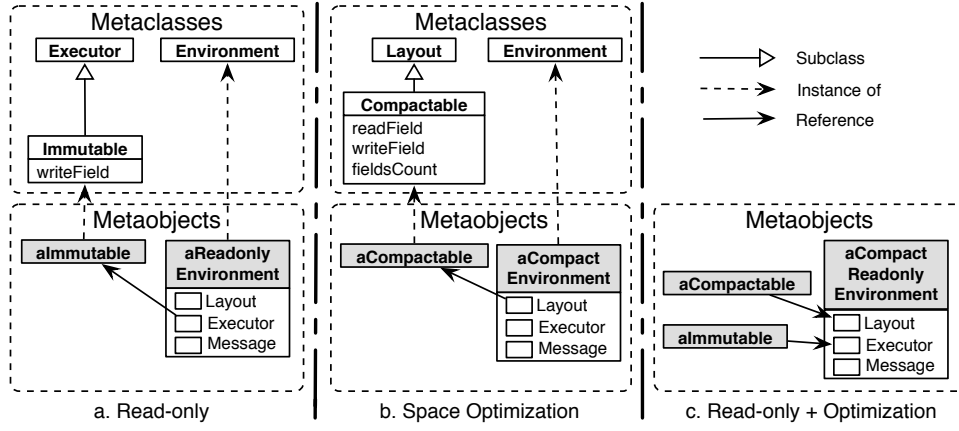 Metaclasses
Executor
Environment
Immutable
writeField
Metaobjects
aImmutable
aReadonly
Environment
Layout
Executor
Message
a. Read-only
Metaclasses
Layout
Environment
Compactable
readField
writeField
fieldsCount
Metaobjects
aCompactable
aCompact
Environment
Layout
Executor
Message
b. Space Optimization
Subclass
Instance of
Reference
Metaobjects
aCompactable
aImmutable
aCompact
Readonly
Environment
Layout
Executor
Message
c. Read-only + Optimization